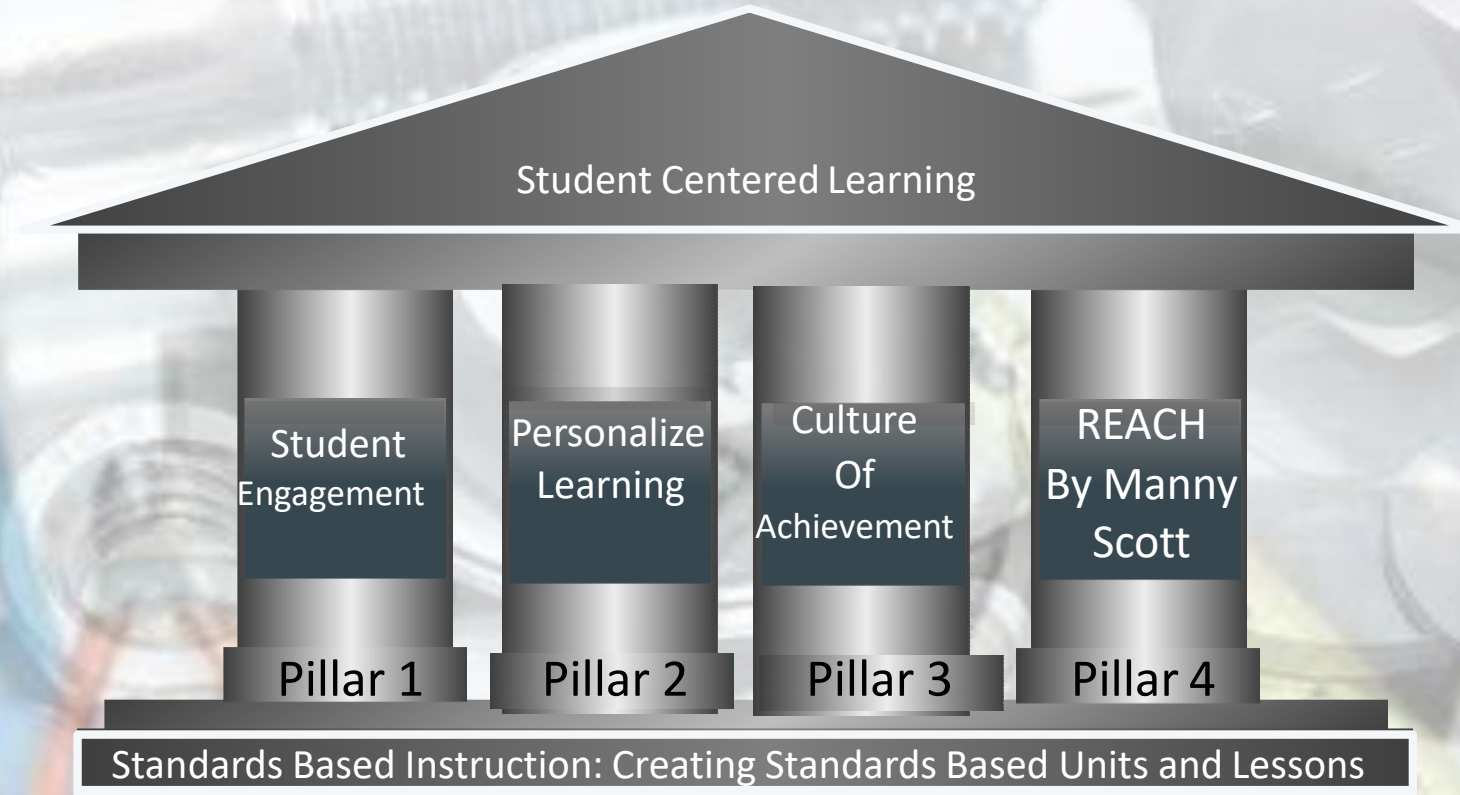 Student Centered Learning
Student
Engagement
Personalize
Learning
Culture
Of
Achievement
REACH
By Manny
Scott
Pillar 1
Pillar 2
Pillar 3
Pillar 4
Standards Based Instruction: Creating Standards Based Units and Lessons